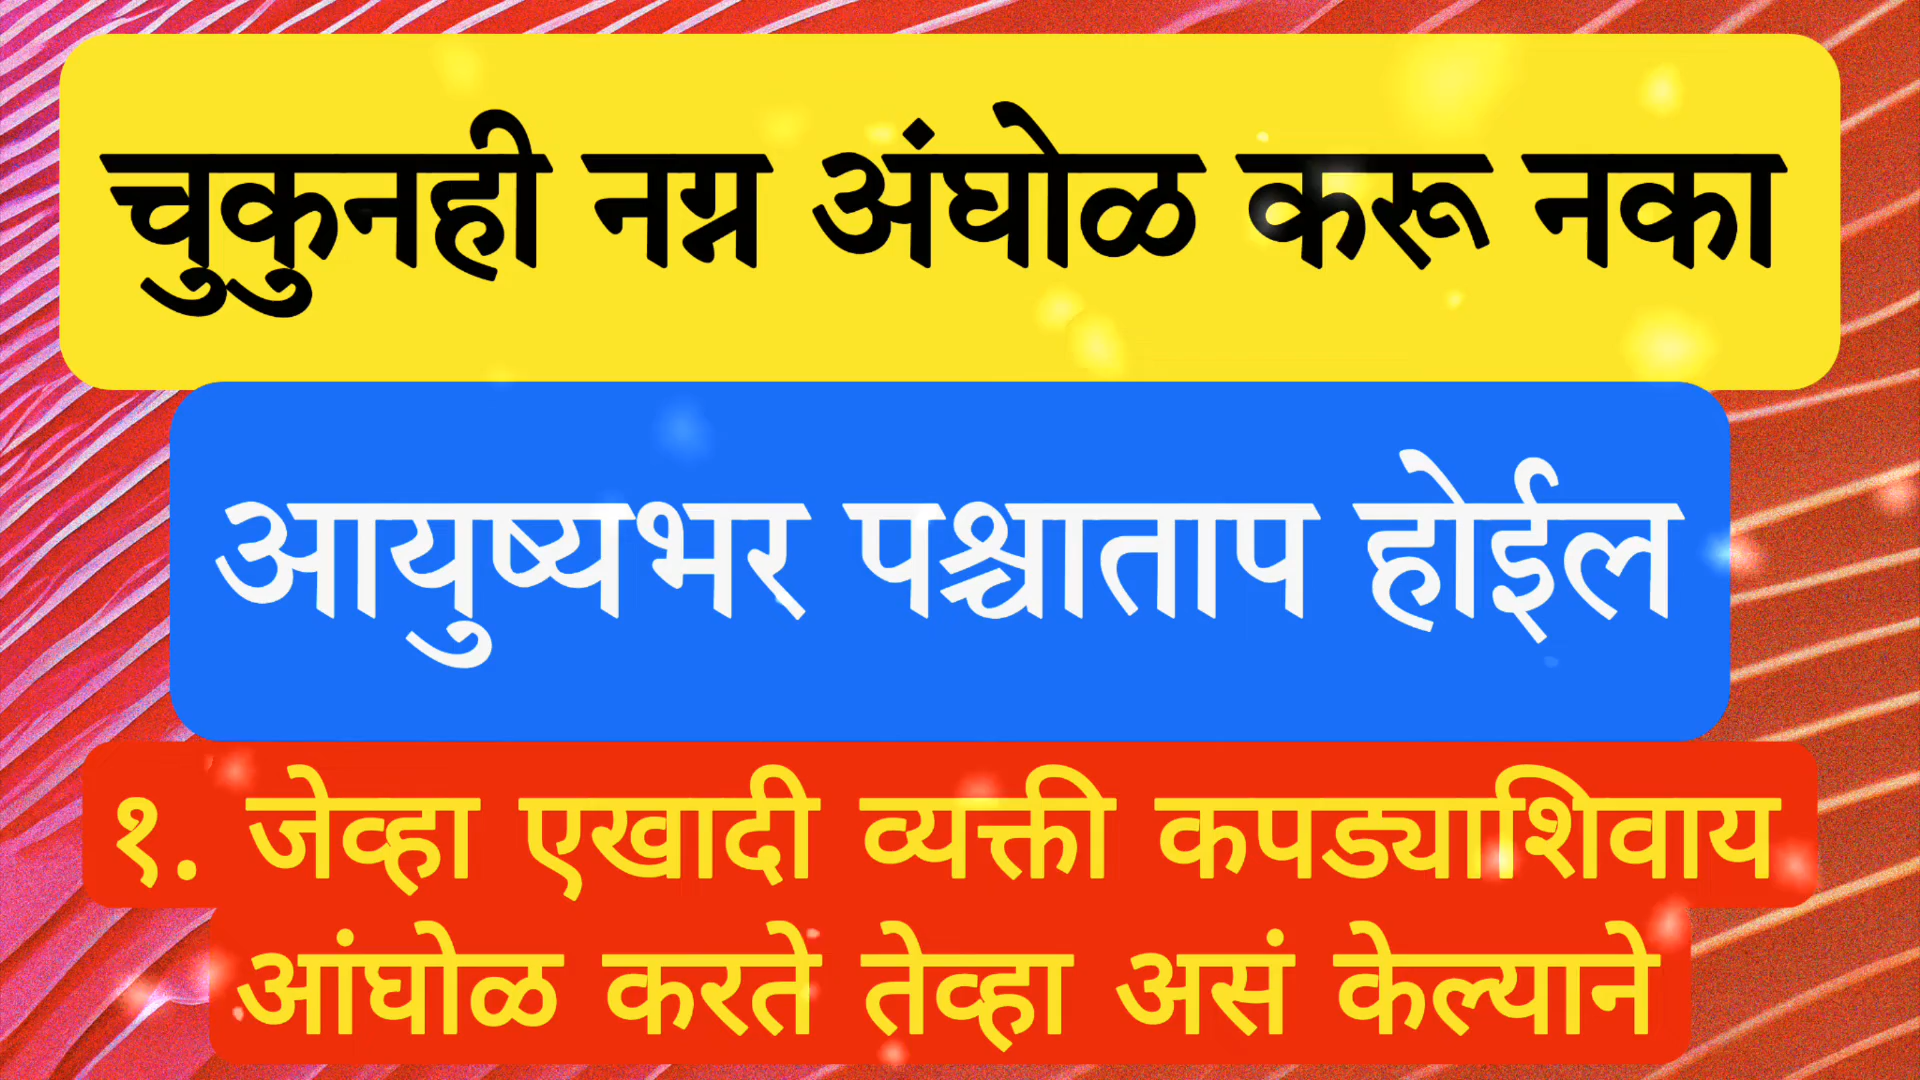 चुकुनही नग्न अंघोळ करू नका
आयुष्यभर पश्चाताप होईल
१. जेव्हा एखादी व्यक्ती कपड्याशिवाय
आंघोळ करते तेव्हा असं केल्याने